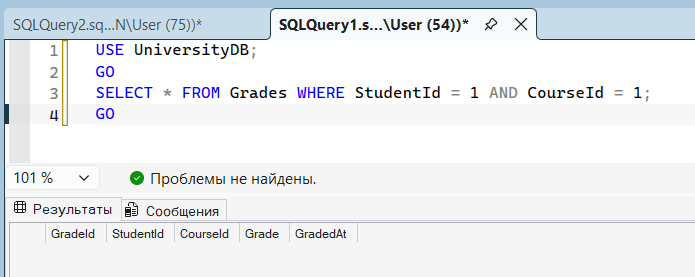 SQLQuery2.sq...N\User (75))*
SQLQuery1.s...\User (54))*
1 USE UniversityDB;
2 GO
3 SELECT * FROM Grades WHERE StudentId = 1 AND CourseId = 1;
4 GO
101 %
Проблемы не найдены.
Результаты
Сообщения
GradeId StudentId CourseId Grade GradedAt